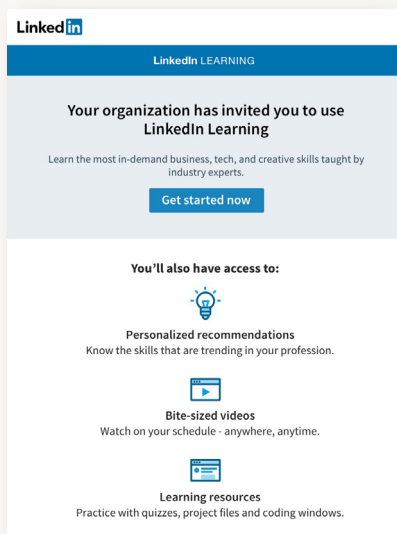 Linked in
LinkedIn LEARNING
Your organization has invited you to use
LinkedIn Learning
Learn the most in-demand business, tech, and creative skills taught by
industry experts.
Get started now
You'll also have access to:
Personalized recommendations
Know the skills that are trending in your profession.
Bite-sized videos
Watch on your schedule - anywhere, anytime.
Learning resources
Practice with quizzes, project files and coding windows.